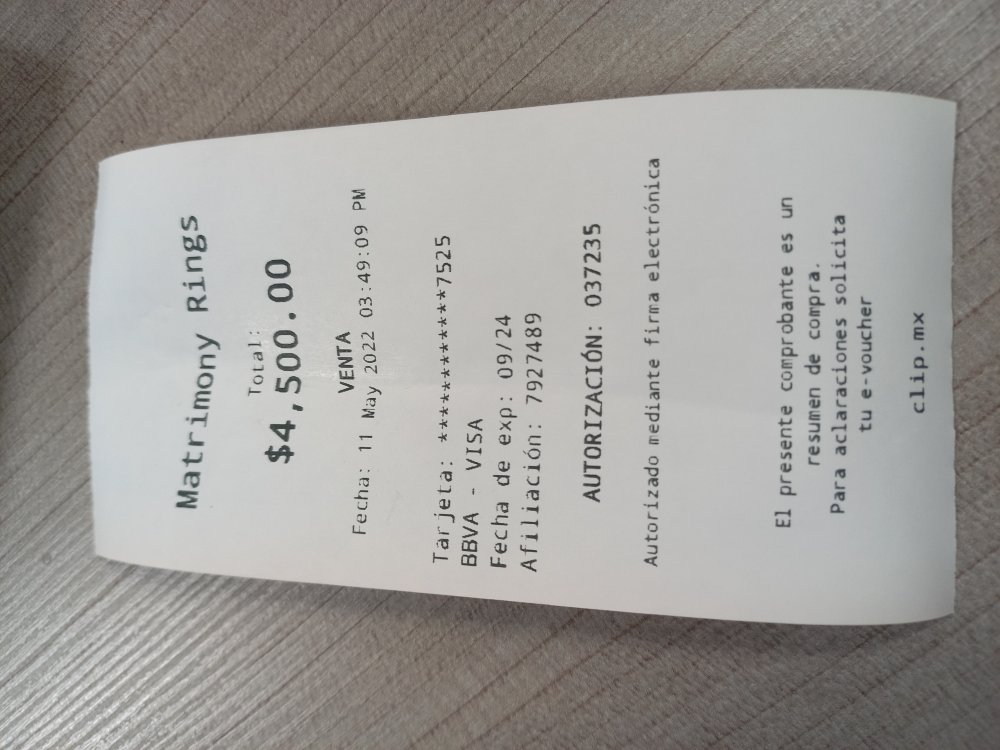 Matrimony Rings
Total:
$4,500.00
VENTA
Fecha: 11 May 2022 03:49:09 PM
Tarjeta: ************7525
BBVA - VISA
Fecha de exp: 09/24
Afiliación: 7927489
AUTORIZACIÓN: 037235
Autorizado mediante firma electrónica
El presente comprobante es un
resumen de compra.
Para aclaraciones solicita
tu e-voucher
clip.mx